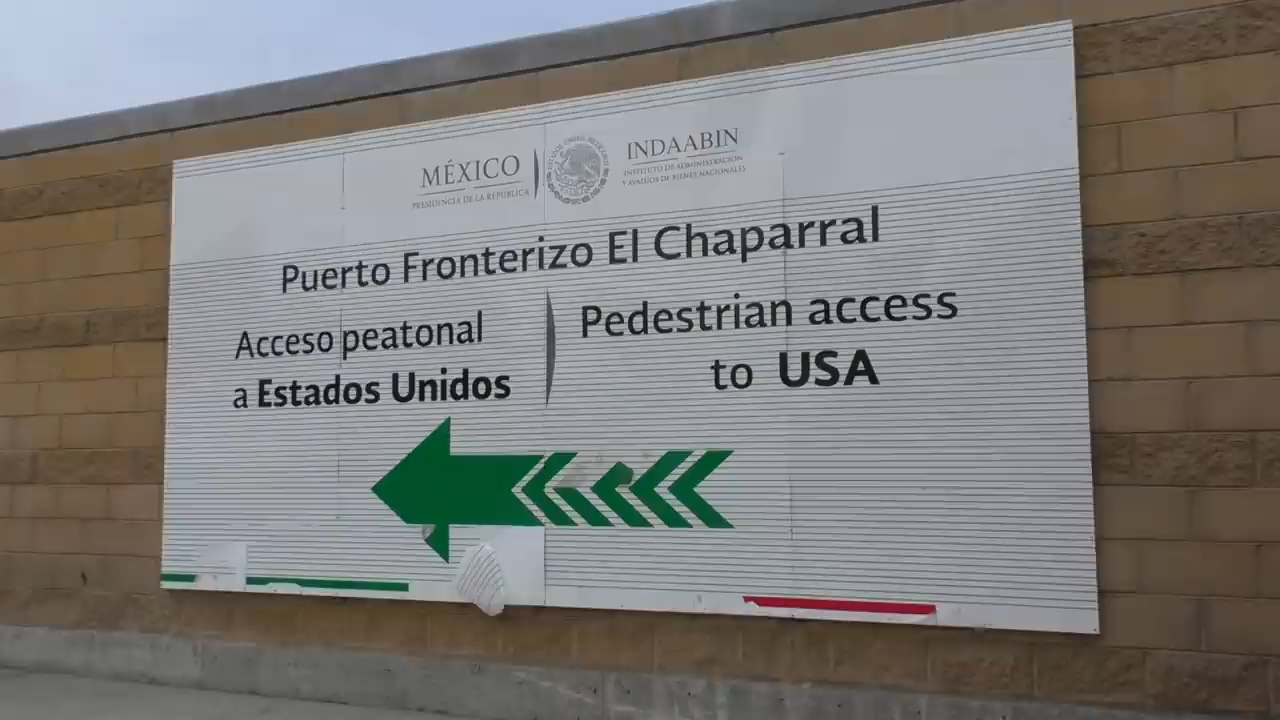 MÉXICO
PRESIDENCIA DE LA REPÚBLICA
INDAABIN
INSTITUTO DE ADMINISTRACIÓN
Y AVALÚOS DE BIENES NACIONALES
Puerto Fronterizo El Chaparral
Acceso peatonal
a Estados Unidos
Pedestrian access
to USA